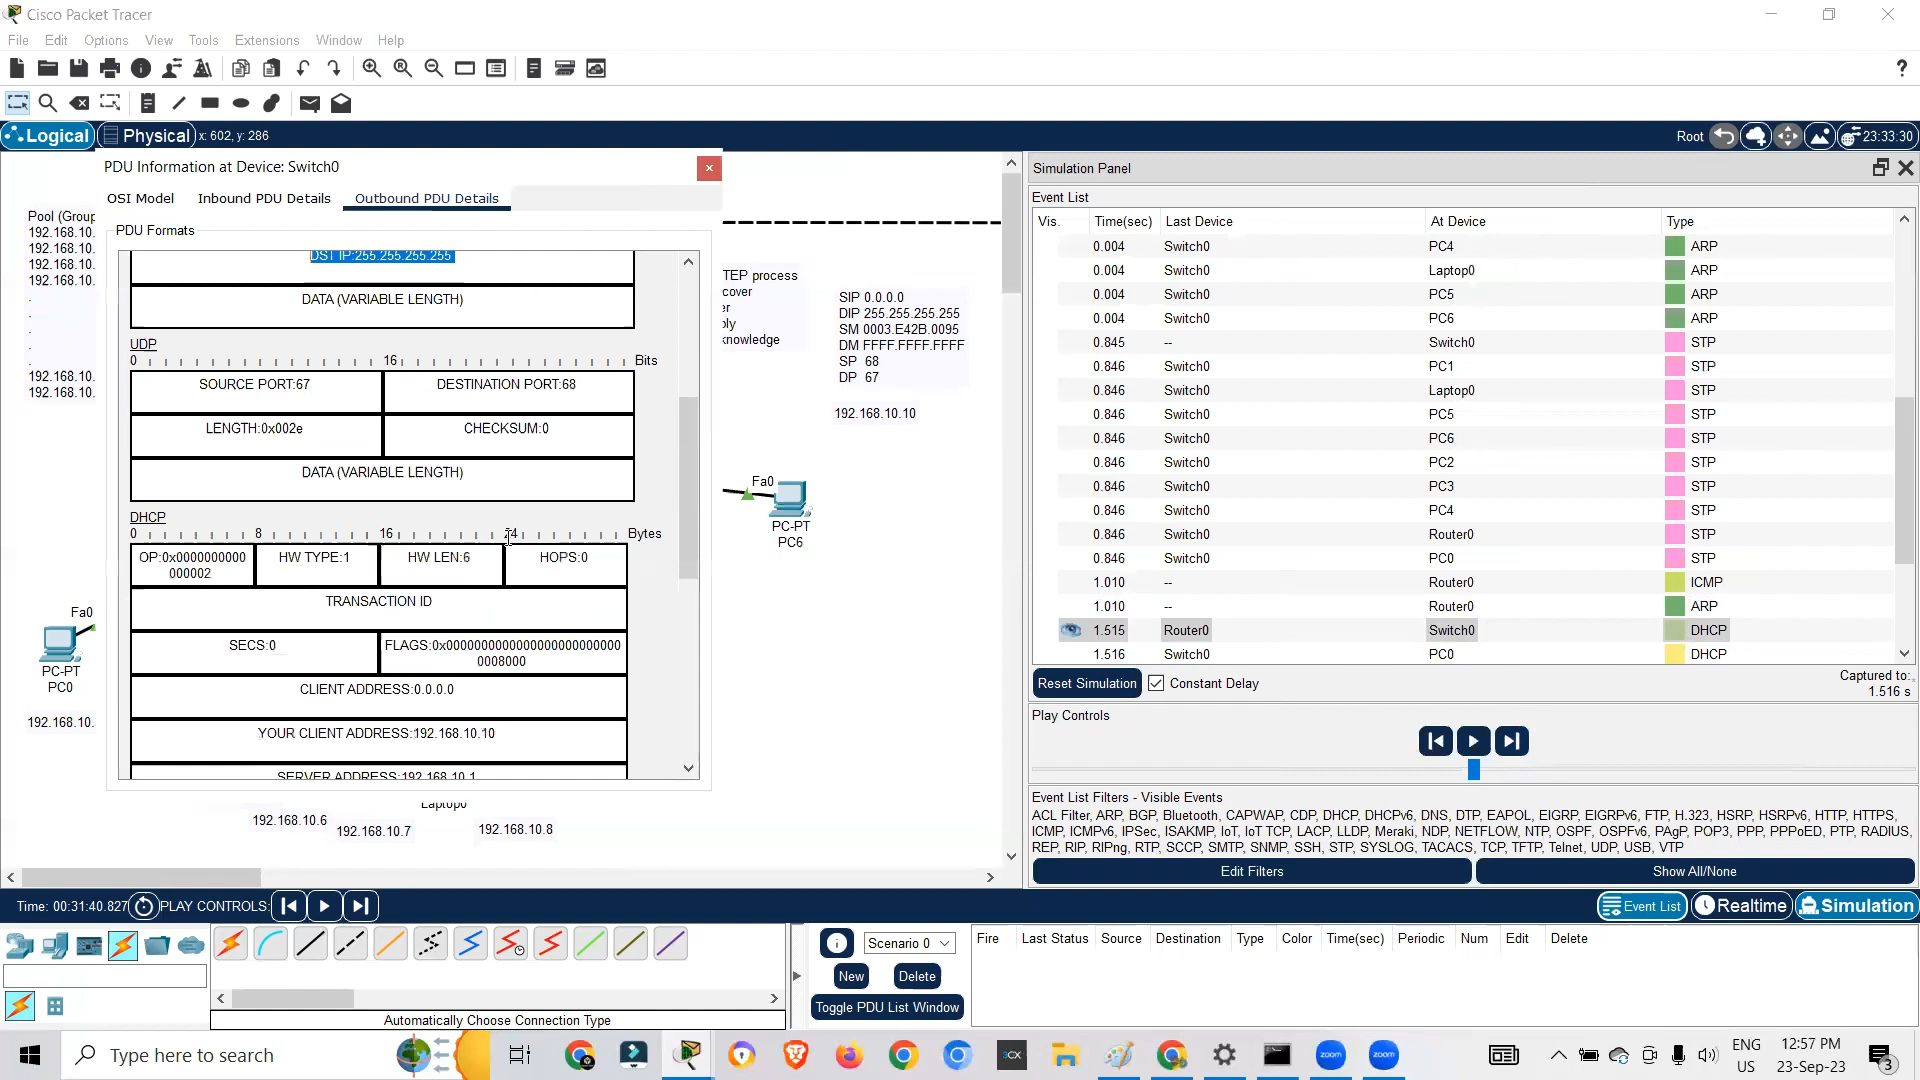 Cisco Packet Tracer
File Edit Options View Tools Extensions Window Help
?
Logical Physical x: 602, y: 286
Root 23:33:30
PDU Information at Device: Switch0
OSI Model Inbound PDU Details Outbound PDU Details
PDU Formats
DST IP:255.255.255.255
DATA (VARIABLE LENGTH)
UDP
0 16 Bits
SOURCE PORT:67 DESTINATION PORT:68
LENGTH:0x002e CHECKSUM:0
DATA (VARIABLE LENGTH)
DHCP
0 8 16 24 Bytes
OP:0x0000000000
000002
HW TYPE:1 HW LEN:6 HOPS:0
TRANSACTION ID
SECS:0
FLAGS:0x0000000000000000000000000
0008000
CLIENT ADDRESS:0.0.0.0
YOUR CLIENT ADDRESS:192.168.10.10
SERVER ADDRESS:192.168.10.1
Pool (Group
192.168.10.
192.168.10.
192.168.10.
192.168.10.
.
.
.
.
.
192.168.10.
192.168.10.
Fa0
PC-PT
PC0
192.168.10.
Laptop0
192.168.10.6
192.168.10.7
192.168.10.8
TEP process
cover
er
ly
knowledge
SIP 0.0.0.0
DIP 255.255.255.255
SM 0003.E42B.0095
DM FFFF.FFFF.FFFF
SP 68
DP 67
192.168.10.10
Fa0
PC-PT
PC6
Simulation Panel
Event List
Vis. Time(sec) Last Device At Device Type
0.004 Switch0 PC4 ARP
0.004 Switch0 Laptop0 ARP
0.004 Switch0 PC5 ARP
0.004 Switch0 PC6 ARP
0.845 -- Switch0 STP
0.846 Switch0 PC1 STP
0.846 Switch0 Laptop0 STP
0.846 Switch0 PC5 STP
0.846 Switch0 PC6 STP
0.846 Switch0 PC2 STP
0.846 Switch0 PC3 STP
0.846 Switch0 PC4 STP
0.846 Switch0 Router0 STP
0.846 Switch0 PC0 STP
1.010 -- Router0 ICMP
1.010 -- Router0 ARP
1.515 Router0 Switch0 DHCP
1.516 Switch0 PC0 DHCP
Reset Simulation Constant Delay
Captured to:
1.516 s
Play Controls
Event List Filters - Visible Events
ACL Filter, ARP, BGP, Bluetooth, CAPWAP, CDP, DHCP, DHCPv6, DNS, DTP, EAPOL, EIGRP, EIGRPv6, FTP, H.323, HSRP, HSRPv6, HTTP, HTTPS,
ICMP, ICMPv6, IPSec, ISAKMP, IoT, IoT TCP, LACP, LLDP, Meraki, NDP, NETFLOW, NTP, OSPF, OSPFv6, PAgP, POP3, PPP, PPPoED, PTP, RADIUS,
REP, RIP, RIPng, RTP, SCCP, SMTP, SNMP, SSH, STP, SYSLOG, TACACS, TCP, TFTP, Telnet, UDP, USB, VTP
Edit Filters Show All/None
Time: 00:31:40.827 PLAY CONTROLS:
Event List Realtime Simulation
Scenario 0
New Delete
Toggle PDU List Window
Fire Last Status Source Destination Type Color Time(sec) Periodic Num Edit Delete
Automatically Choose Connection Type
Type here to search
3CX
zoom zoom
ENG
US
12:57 PM
23-Sep-23
3